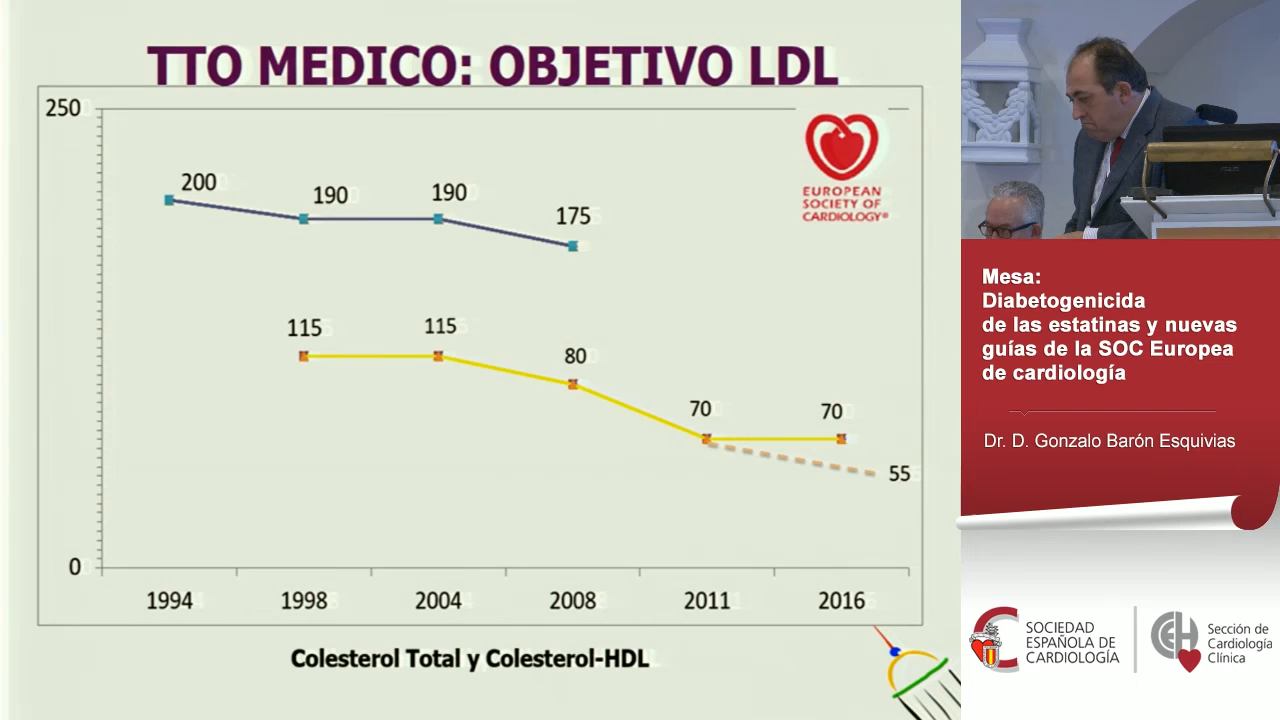 TTO MEDICO: OBJETIVO LDL
250
200
190
190
175
EUROPEAN
SOCIETY OF
CARDIOLOGY®
115
115
80
70
70
55
0
1994
1998
2004
2008
2011
2016
Colesterol Total y Colesterol-HDL
Mesa:
Diabetogenicida
de las estatinas y nuevas
guías de la SOC Europea
de cardiología
Dr. D. Gonzalo Barón Esquivias
SOCIEDAD
ESPAÑOLA DE
CARDIOLOGÍA
Sección de
Cardiología
Clínica